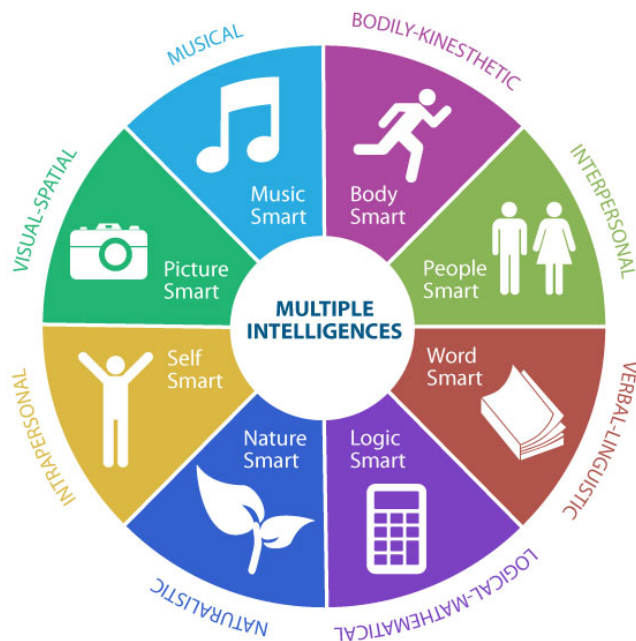 MUSICAL
BODILY-KINESTHETIC
VISUAL-SPATIAL
INTERPERSONAL
Music
Smart
Body
Smart
Picture
Smart
People
Smart
MULTIPLE
INTELLIGENCES
Self
Smart
Word
Smart
Nature
Smart
Logic
Smart
INTRAPERSONAL
VERBAL-LINGUISTIC
NATURALISTIC
LOGICAL-MATHEMATICAL